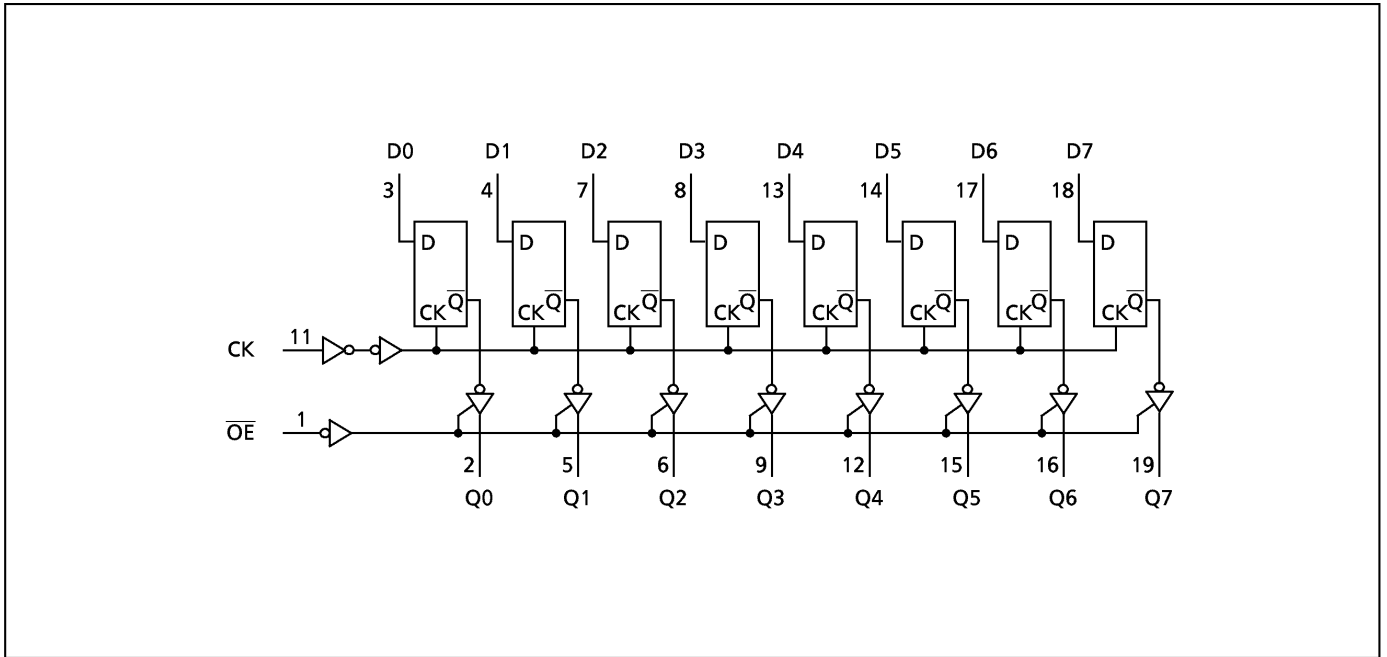 D0 D1 D2 D3 D4 D5 D6 D7
3 4 7 8 13 14 17 18
D D D D D D D D
Q̅ Q̅ Q̅ Q̅ Q̅ Q̅ Q̅ Q̅
CK CK CK CK CK CK CK CK
CK 11
O̅E̅ 1
2 5 6 9 12 15 16 19
Q0 Q1 Q2 Q3 Q4 Q5 Q6 Q7